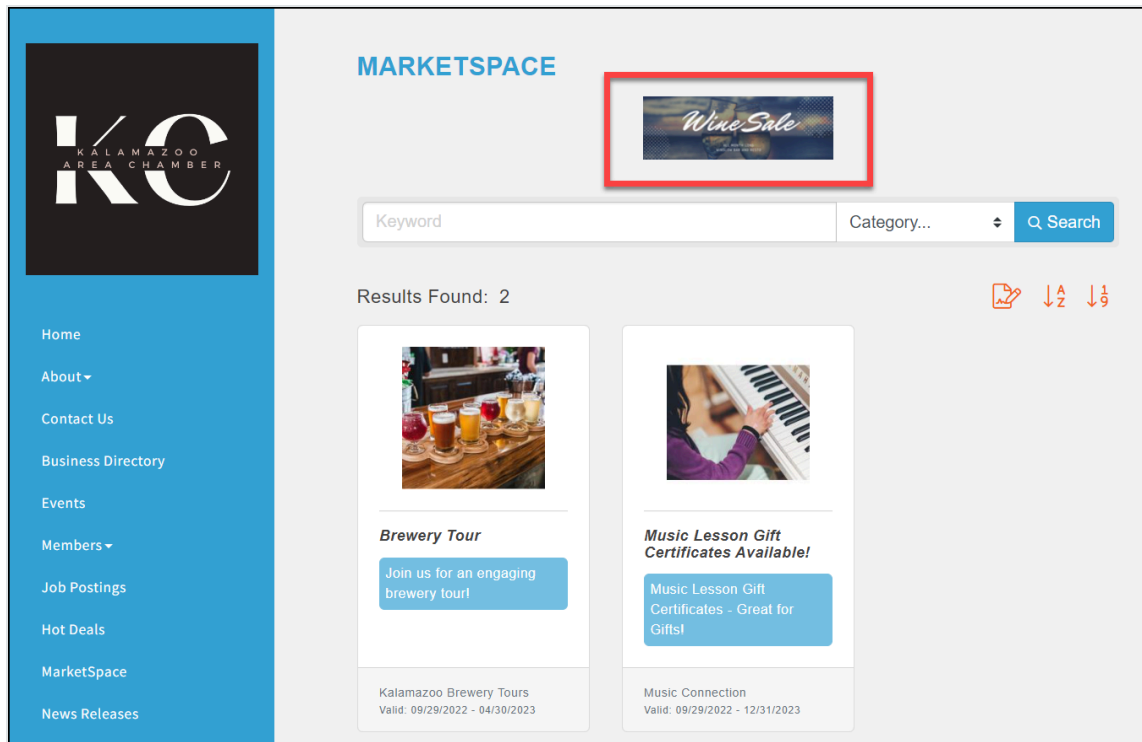 KC
KALAMAZOO
AREA CHAMBER
Home
About
Contact Us
Business Directory
Events
Members
Job Postings
Hot Deals
MarketSpace
News Releases
MARKETSPACE
Wine Sale
Keyword
Category...
Search
Results Found: 2
A
Z
1
9
Brewery Tour
Join us for an engaging
brewery tour!
Kalamazoo Brewery Tours
Valid: 09/29/2022 - 04/30/2023
Music Lesson Gift
Certificates Available!
Music Lesson Gift
Certificates - Great for
Gifts!
Music Connection
Valid: 09/29/2022 - 12/31/2023